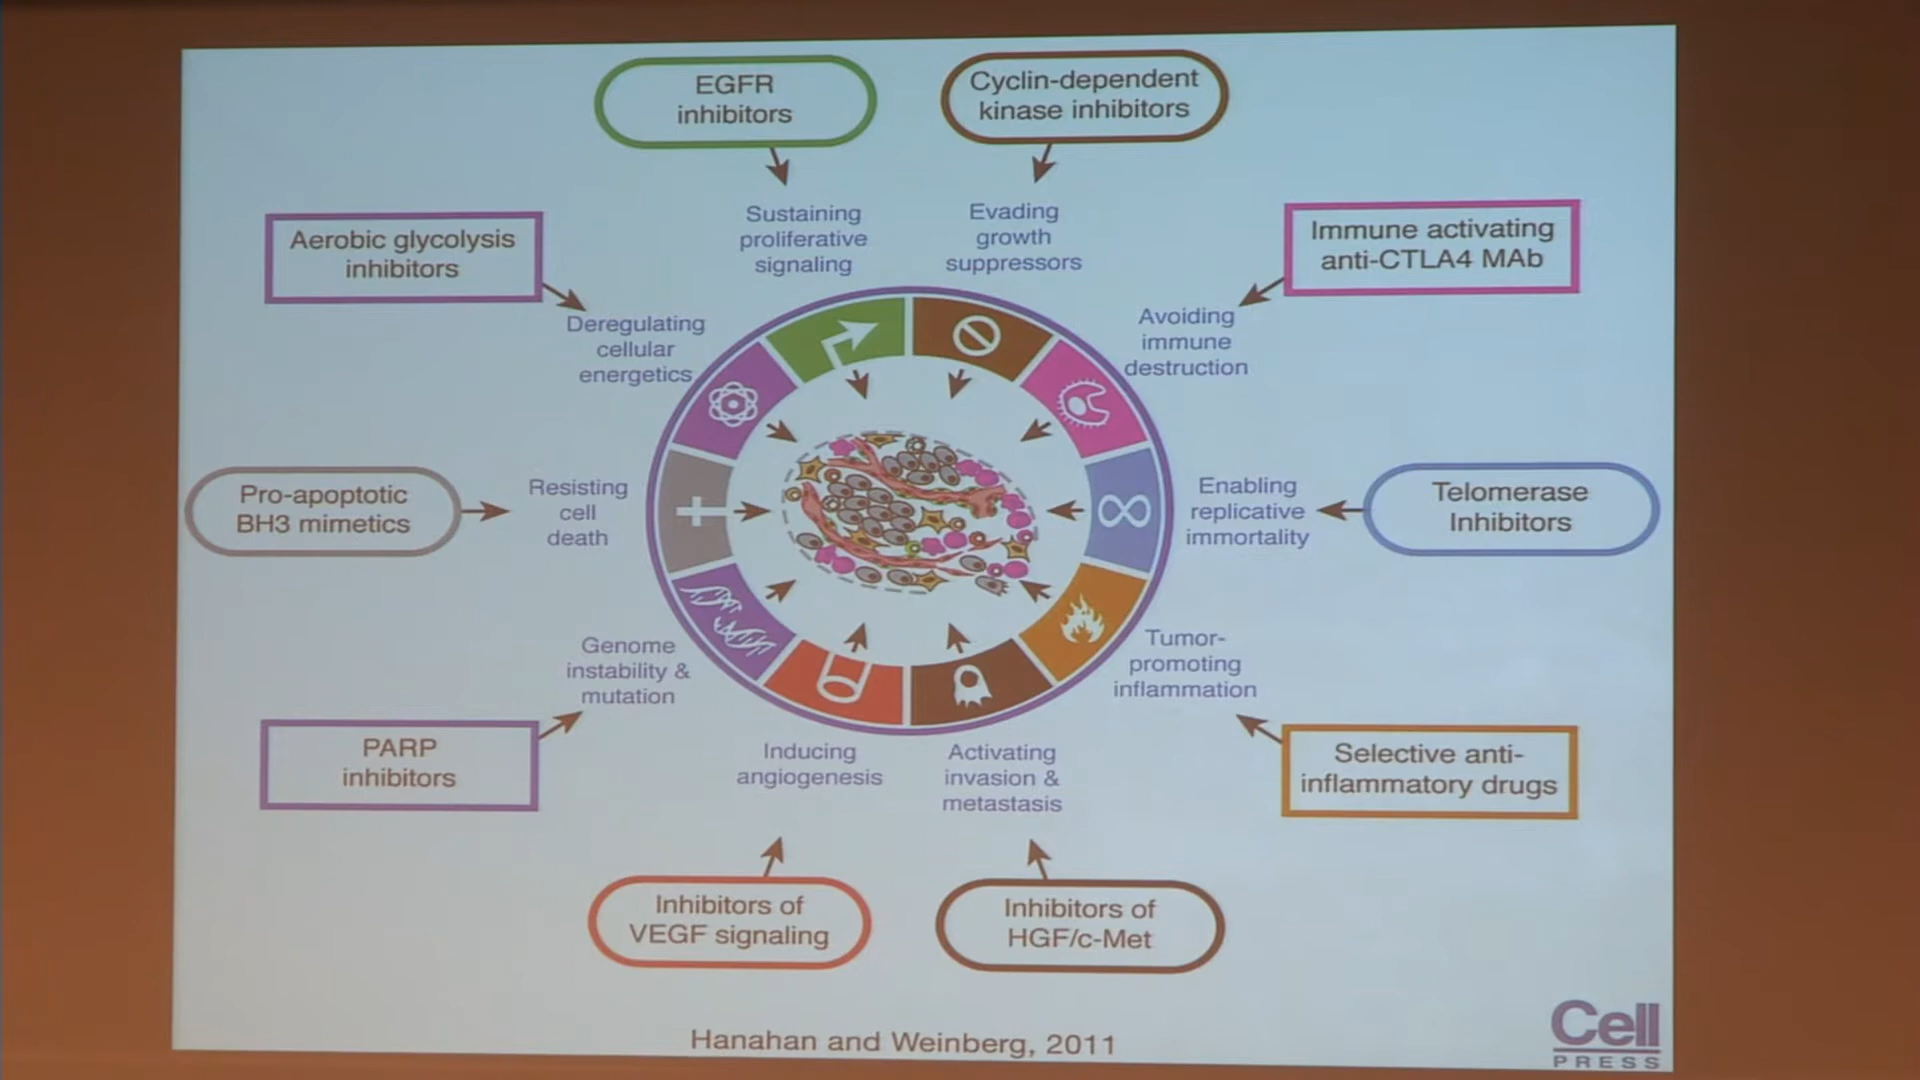 EGFR
inhibitors
Cyclin-dependent
kinase inhibitors
Aerobic glycolysis
inhibitors
Sustaining
proliferative
signaling
Evading
growth
suppressors
Immune activating
anti-CTLA4 MAb
Deregulating
cellular
energetics
Avoiding
immune
destruction
Pro-apoptotic
BH3 mimetics
Resisting
cell
death
Enabling
replicative
immortality
Telomerase
Inhibitors
Genome
instability &
mutation
Tumor-
promoting
inflammation
PARP
inhibitors
Inducing
angiogenesis
Activating
invasion &
metastasis
Selective anti-
inflammatory drugs
Inhibitors of
VEGF signaling
Inhibitors of
HGF/c-Met
Hanahan and Weinberg, 2011
Cell
PRESS